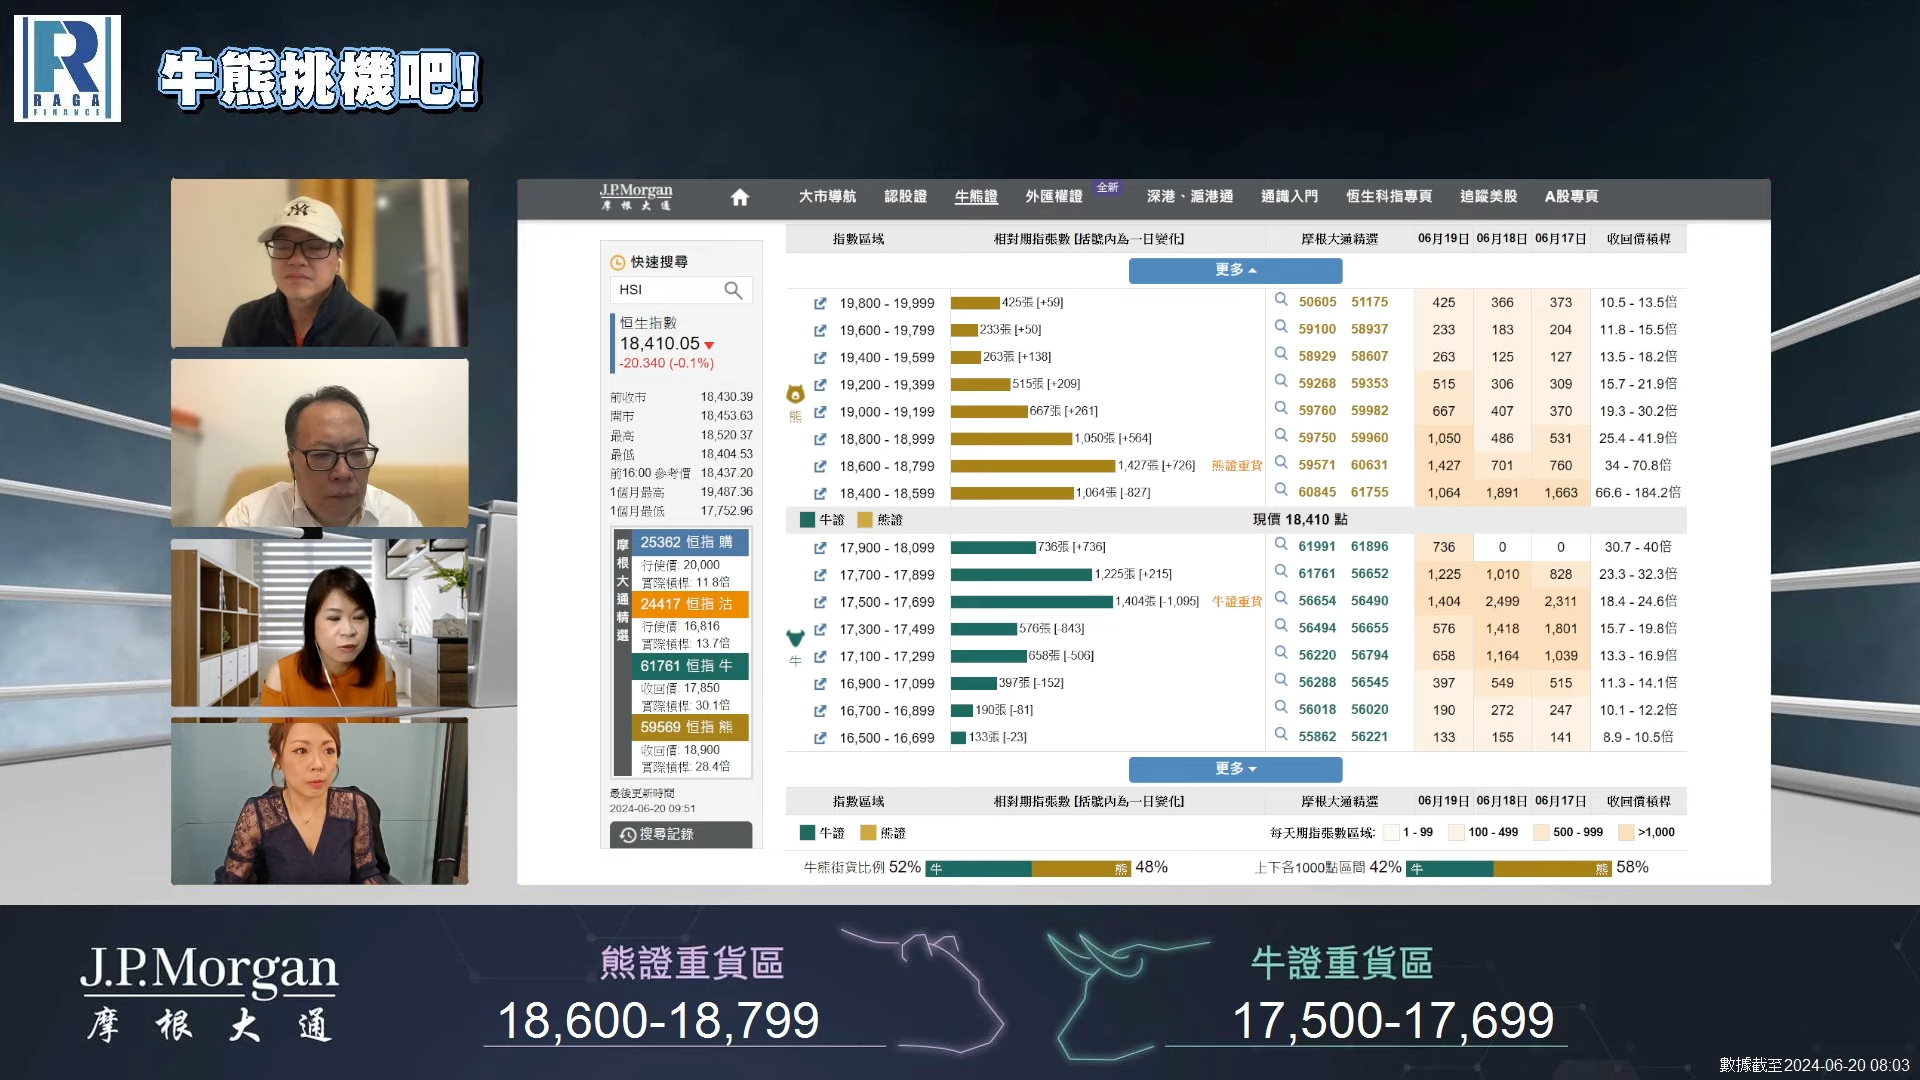 RAGA
FINANCE
牛熊挑機吧!
J.P.Morgan
摩根大通
大市導航 認股證 牛熊證 外匯權證 全新 深港、滬港通 通識入門 恆生科指專頁 追蹤美股 A股專頁
快速搜尋
HSI
恒生指數
18,410.05
-20.340 (-0.1%)
前收市 18,430.39
開市 18,453.63
最高 18,520.37
最低 18,404.53
前16:00 參考價 18,437.20
1個月最高 19,487.36
1個月最低 17,752.96
摩根大通精選
25362 恒指 購
行使價: 20,000
實際槓桿: 11.8倍
24417 恒指 沽
行使價: 16,816
實際槓桿: 13.7倍
61761 恒指 牛
收回價: 17,850
實際槓桿: 30.1倍
59569 恒指 熊
收回價: 18,900
實際槓桿: 28.4倍
最後更新時間
2024-06-20 09:51
搜尋記錄
指數區域 相對期指張數 [括號內為一日變化] 摩根大通精選 06月19日 06月18日 06月17日 收回價槓桿
更多
19,800 - 19,999 425張 [+59] 50605 51175 425 366 373 10.5 - 13.5倍
19,600 - 19,799 233張 [+50] 59100 58937 233 183 204 11.8 - 15.5倍
19,400 - 19,599 263張 [+138] 58929 58607 263 125 127 13.5 - 18.2倍
19,200 - 19,399 515張 [+209] 59268 59353 515 306 309 15.7 - 21.9倍
熊
19,000 - 19,199 667張 [+261] 59760 59982 667 407 370 19.3 - 30.2倍
18,800 - 18,999 1,050張 [+564] 59750 59960 1,050 486 531 25.4 - 41.9倍
18,600 - 18,799 1,427張 [+726] 熊證重貨 59571 60631 1,427 701 760 34 - 70.8倍
18,400 - 18,599 1,064張 [-827] 60845 61755 1,064 1,891 1,663 66.6 - 184.2倍
牛證 熊證 現價 18,410 點
17,900 - 18,099 736張 [+736] 61991 61896 736 0 0 30.7 - 40倍
17,700 - 17,899 1,225張 [+215] 61761 56652 1,225 1,010 828 23.3 - 32.3倍
17,500 - 17,699 1,404張 [-1,095] 牛證重貨 56654 56490 1,404 2,499 2,311 18.4 - 24.6倍
17,300 - 17,499 576張 [-843] 56494 56655 576 1,418 1,801 15.7 - 19.8倍
牛
17,100 - 17,299 658張 [-506] 56220 56794 658 1,164 1,039 13.3 - 16.9倍
16,900 - 17,099 397張 [-152] 56288 56545 397 549 515 11.3 - 14.1倍
16,700 - 16,899 190張 [-81] 56018 56020 190 272 247 10.1 - 12.2倍
16,500 - 16,699 133張 [-23] 55862 56221 133 155 141 8.9 - 10.5倍
更多
指數區域 相對期指張數 [括號內為一日變化] 摩根大通精選 06月19日 06月18日 06月17日 收回價槓桿
牛證 熊證 每天期指張數區域: 1 - 99 100 - 499 500 - 999 >1,000
牛熊街貨比例 52% 牛 熊 48% 上下各1000點區間 42% 牛 熊 58%
J.P.Morgan
摩根大通
熊證重貨區
18,600-18,799
牛證重貨區
17,500-17,699
數據截至2024-06-20 08:03